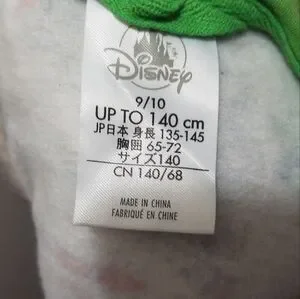 Disney
9/10
UP TO 140 cm
JP日本 身長 135-145
胸囲 65-72
サイズ140
CN 140/68
MADE IN CHINA
FABRIQUÉ EN CHINE